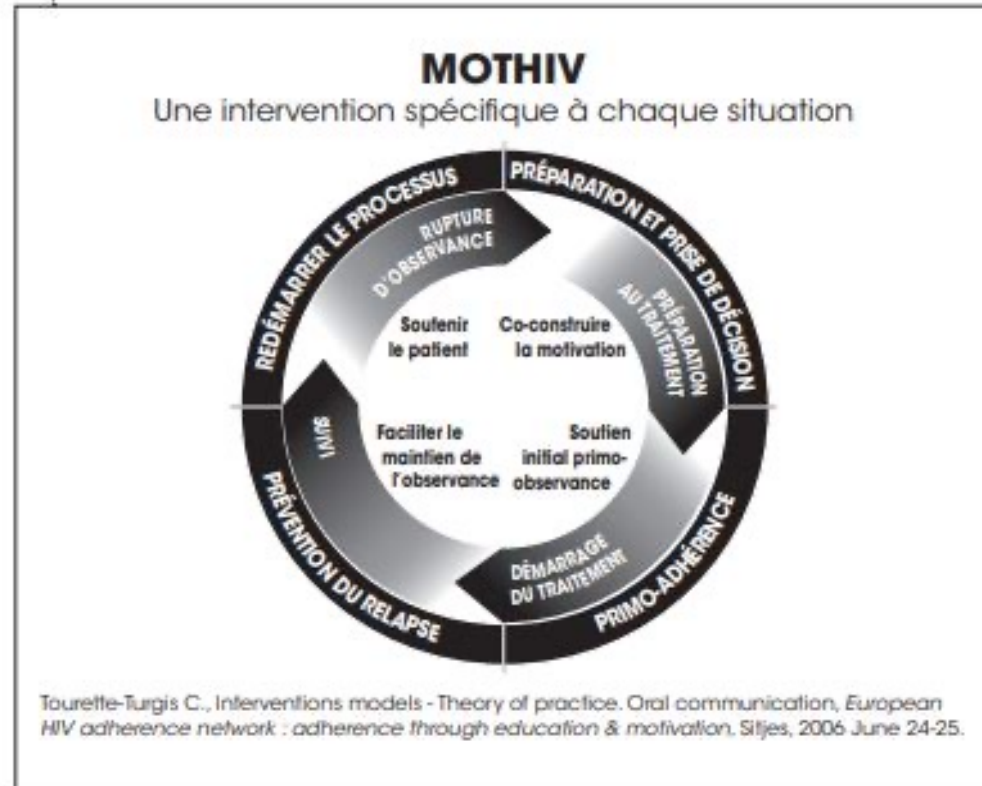 MOTHIV
Une intervention spécifique à chaque situation
REDÉMARRER LE PROCESSUS
PRÉPARATION ET PRISE DE DÉCISION
RUPTURE
D'OBSERVANCE
PRÉPARATION
AU TRAITEMENT
Soutenir
le patient
Co-construire
la motivation
Faciliter le
maintien de
l'observance
Soutien
initial primo-
observance
SUIVI
DÉMARRAGE
DU TRAITEMENT
PRÉVENTION DU RELAPSE
PRIMO-ADHÉRENCE
Tourette-Turgis C., Interventions models - Theory of practice. Oral communication, European
HIV adherence network : adherence through education & motivation, Sitjes, 2006 June 24-25.